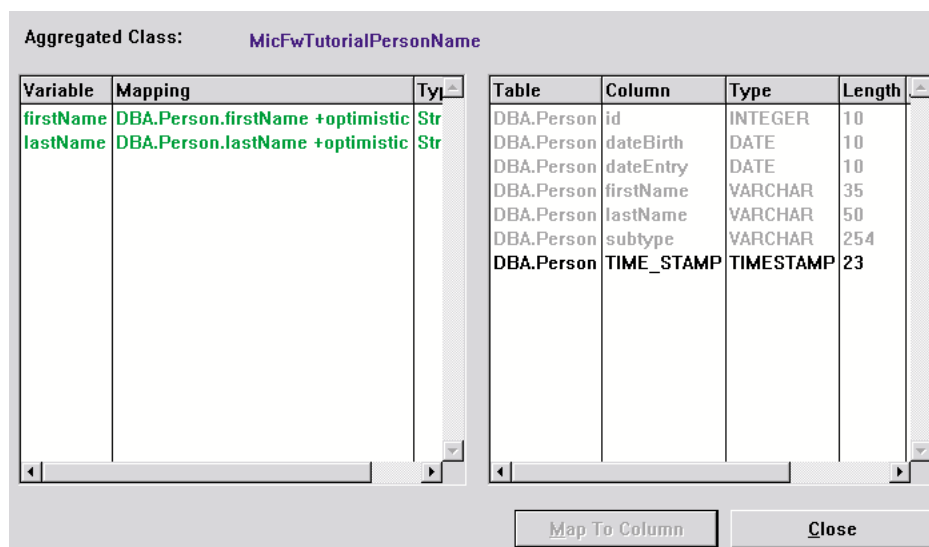 Aggregated Class: MicFwTutorialPersonName
Variable Mapping Typ
firstName DBA.Person.firstName +optimistic Str
lastName DBA.Person.lastName +optimistic Str
Table Column Type Length
DBA.Person id INTEGER 10
DBA.Person dateBirth DATE 10
DBA.Person dateEntry DATE 10
DBA.Person firstName VARCHAR 35
DBA.Person lastName VARCHAR 50
DBA.Person subtype VARCHAR 254
DBA.Person TIME_STAMP TIMESTAMP 23
Map To Column Close